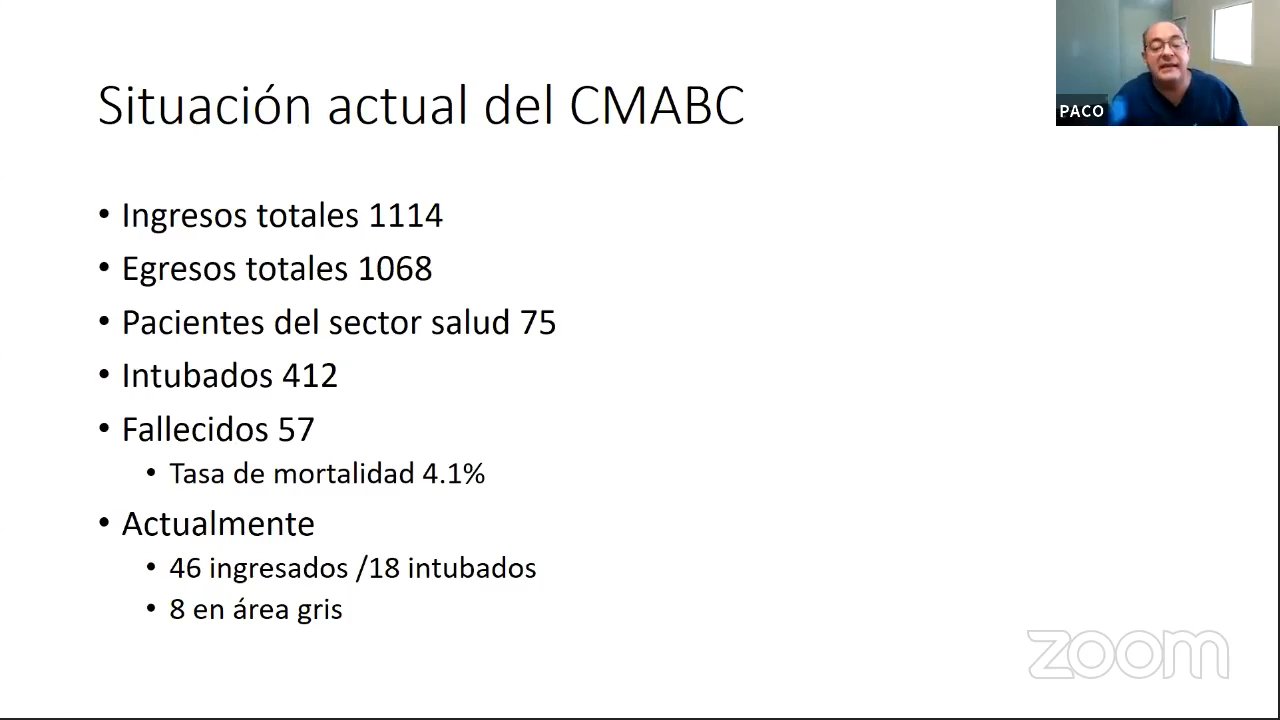 Situación actual del CMABC
PACO
• Ingresos totales 1114
• Egresos totales 1068
• Pacientes del sector salud 75
• Intubados 412
• Fallecidos 57
• Tasa de mortalidad 4.1%
• Actualmente
• 46 ingresados /18 intubados
• 8 en área gris
zoom